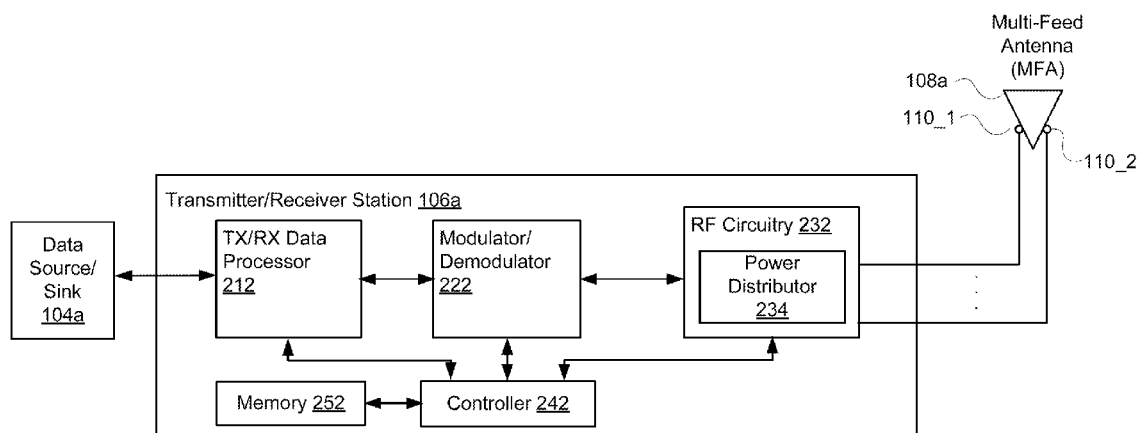 Multi-Feed
Antenna
(MFA)
108a
110_1
110_2
Transmitter/Receiver Station 106a
Data
Source/
Sink
104a
TX/RX Data
Processor
212
Modulator/
Demodulator
222
RF Circuitry 232
Power
Distributor
234
Memory 252
Controller 242